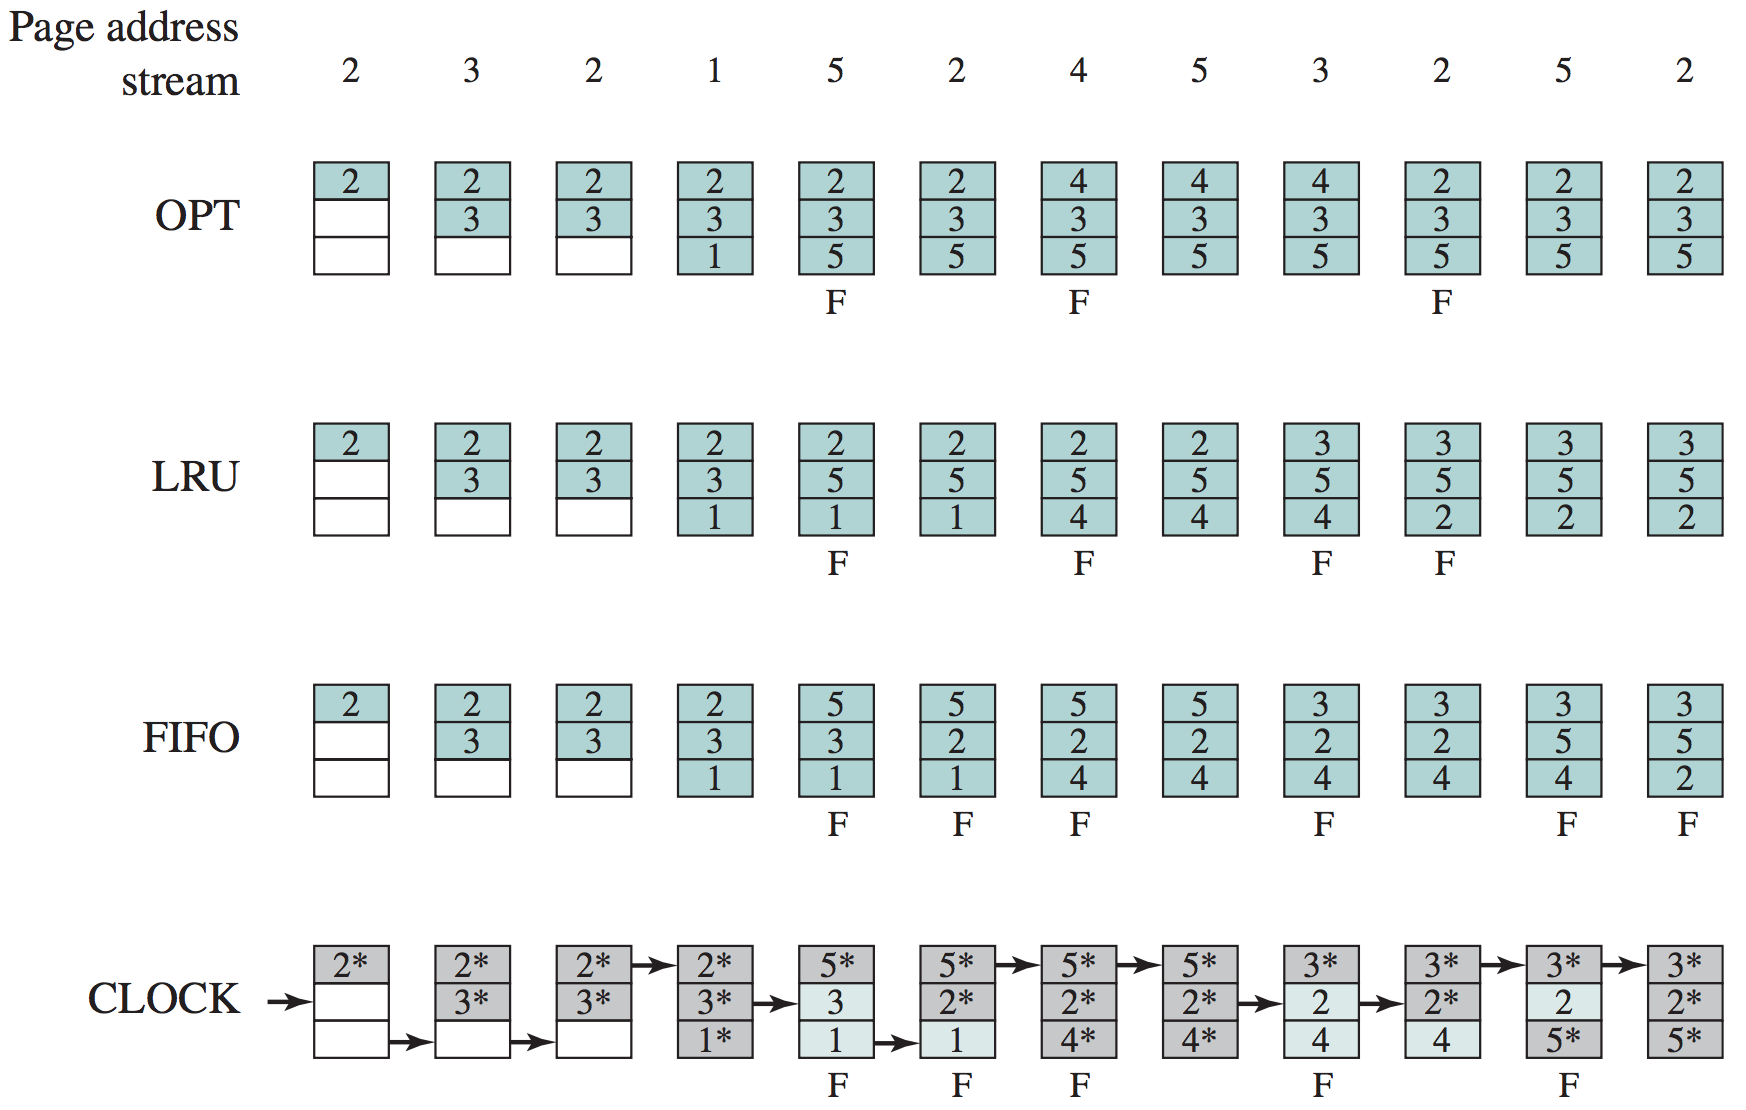 Page address
stream 2 3 2 1 5 2 4 5 3 2 5 2
OPT
2 2 2 2 2 2 4 4 4 2 2 2
3 3 3 3 3 3 3 3 3 3 3
1 5 5 5 5 5 5 5 5
F F F
LRU
2 2 2 2 2 2 2 2 3 3 3 3
3 3 3 5 5 5 5 5 5 5 5
1 1 1 4 4 4 2 2 2
F F F F
FIFO
2 2 2 2 5 5 5 5 3 3 3 3
3 3 3 3 2 2 2 2 2 5 5
1 1 1 4 4 4 4 4 2
F F F F F F
CLOCK
2* 2* 2* 2* 5* 5* 5* 5* 3* 3* 3* 3*
3* 3* 3* 3 2* 2* 2* 2 2* 2 2*
1* 1 1 4* 4* 4 4 5* 5*
F F F F F